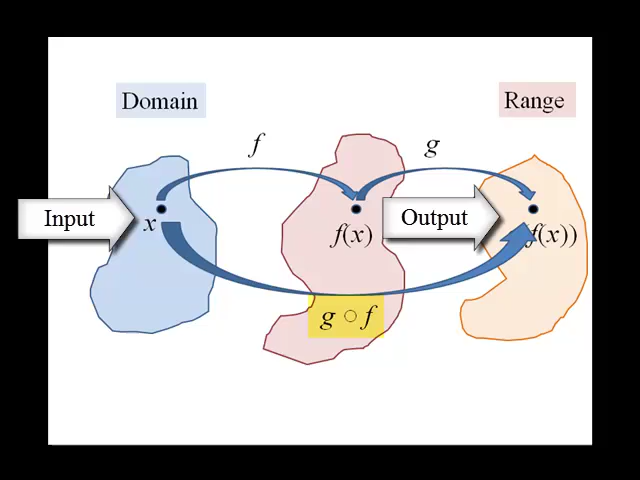 Domain
Range
f
g
Input
x
f(x)
Output
f(x))
g ○ f